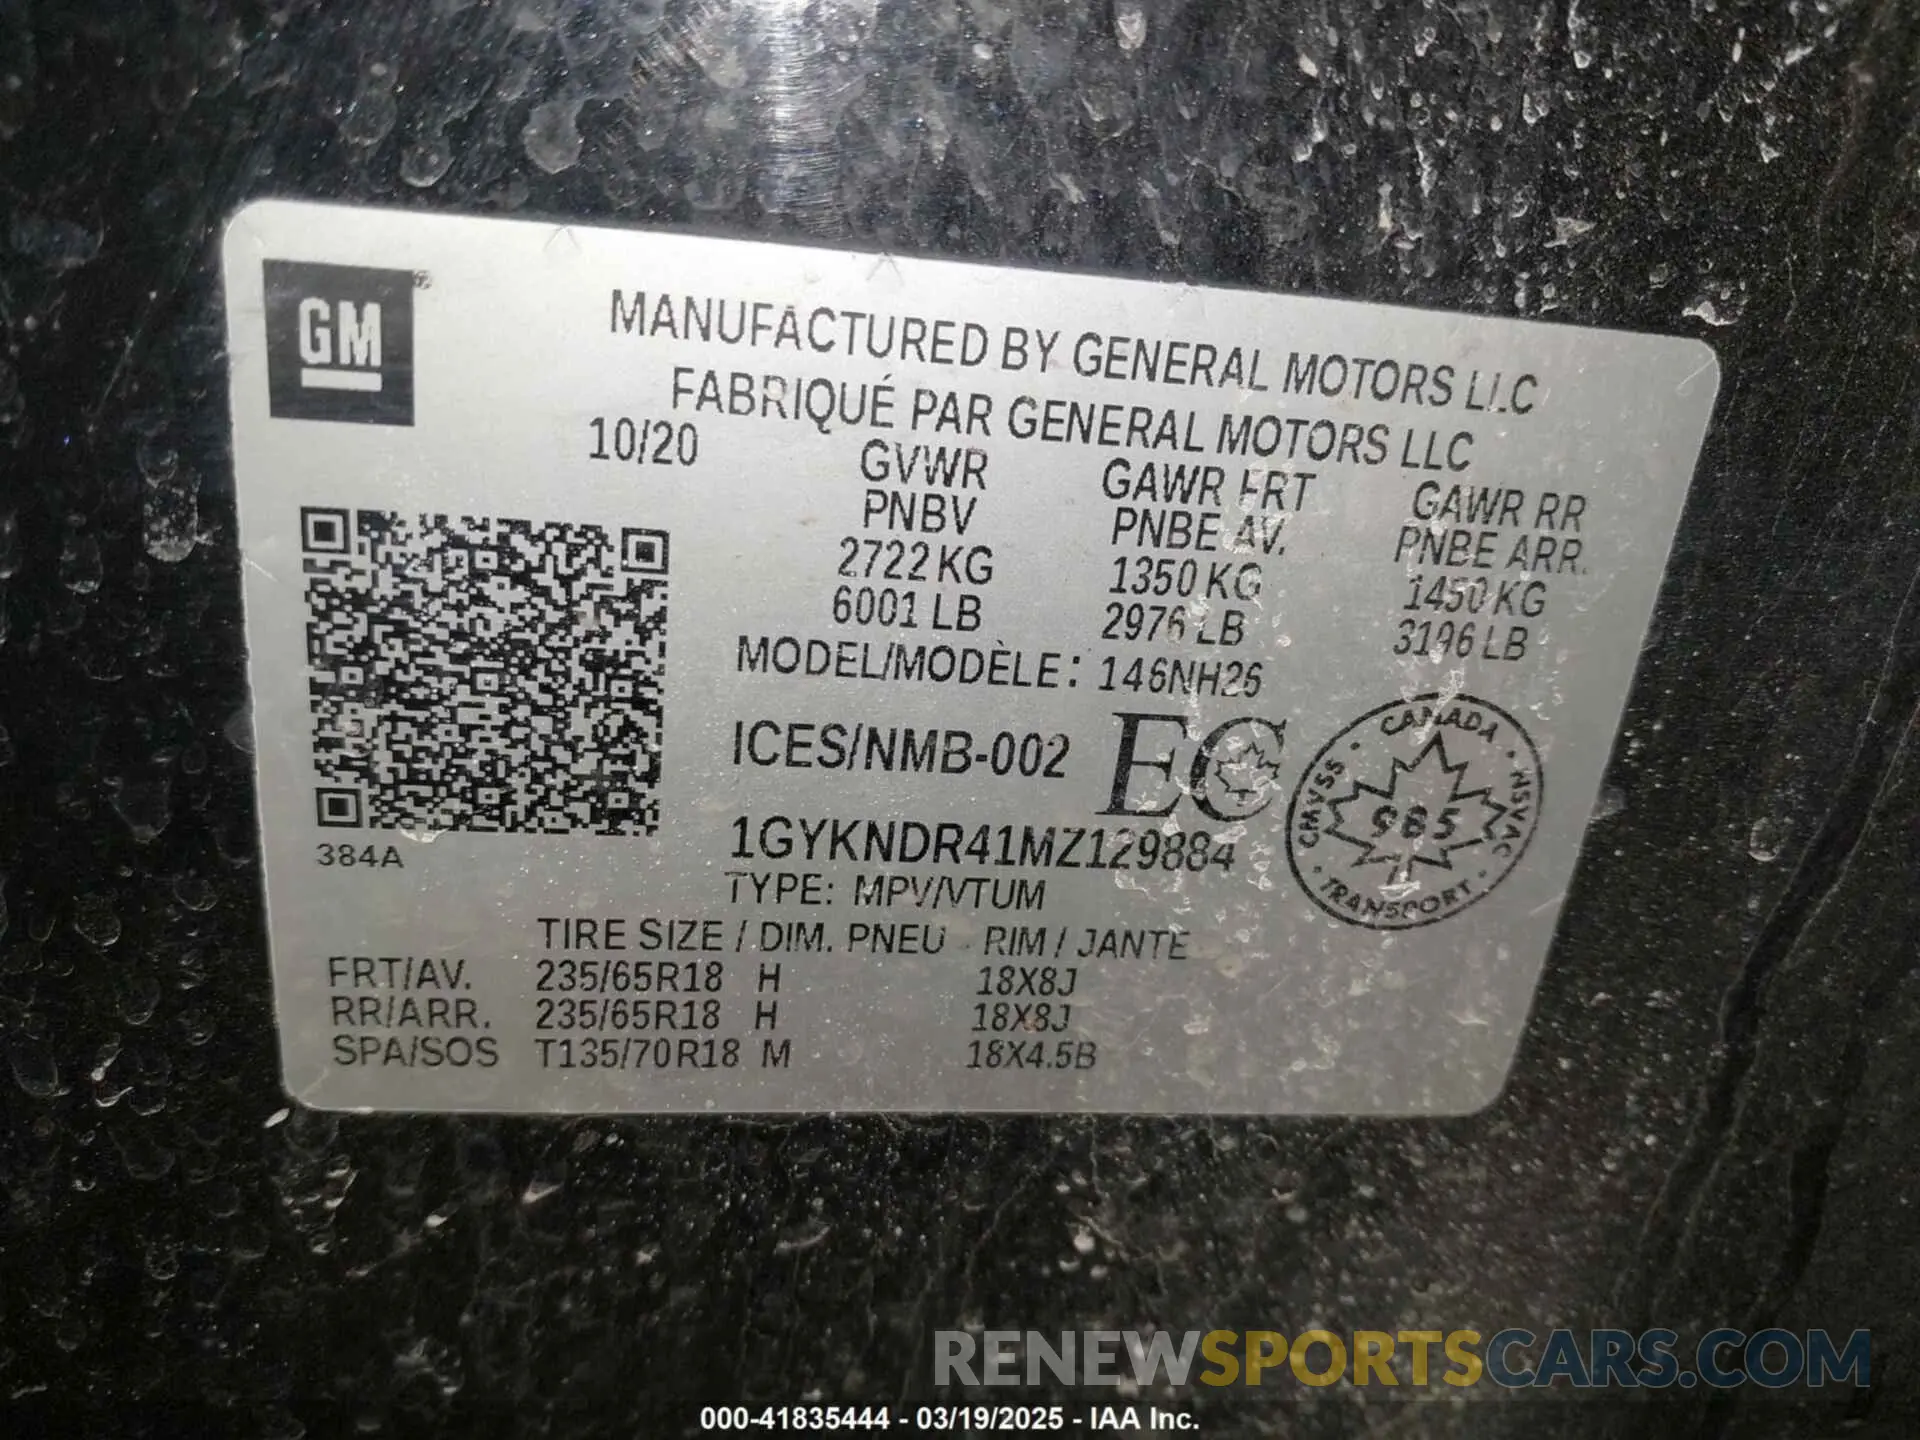 GM
MANUFACTURED BY GENERAL MOTORS LLC
FABRIQUÉ PAR GENERAL MOTORS LLC
10/20
GVWR GAWR FRT GAWR RR
PNBV PNBE AV. PNBE ARR.
2722 KG 1350 KG 1450 KG
6001 LB 2976 LB 3196 LB
MODEL/MODÈLE: 146NH26
ICES/NMB-002 EC
CANADA
CMVSS 985 NSVAC
TRANSPORT
384A
1GYKNDR41MZ129884
TYPE: MPV/VTUM
TIRE SIZE / DIM. PNEU RIM / JANTE
FRT/AV. 235/65R18 H 18X8J
RR/ARR. 235/65R18 H 18X8J
SPA/SOS T135/70R18 M 18X4.5B
RENEWSPORTSCARS.COM
000-41835444 - 03/19/2025 - IAA Inc.